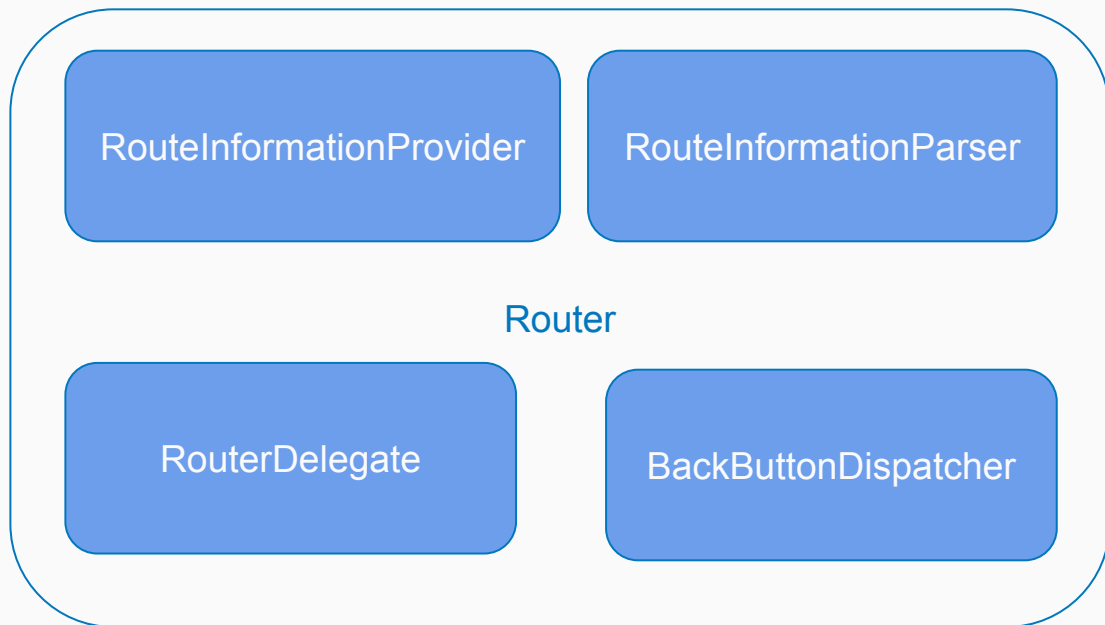 RouteInformationProvider
RouteInformationParser
Router
RouterDelegate
BackButtonDispatcher